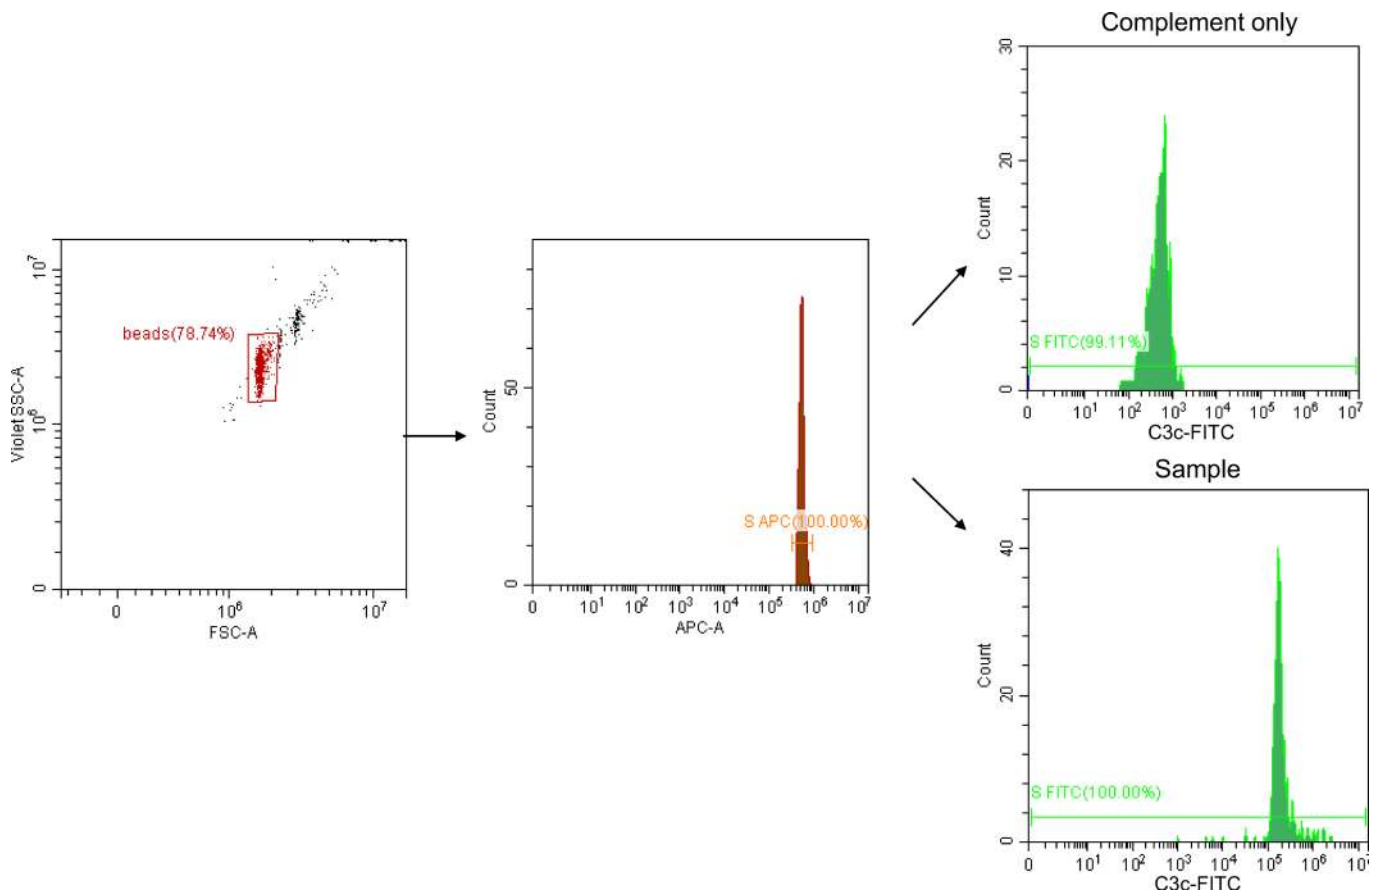 Complement only
30
20
10
0
Count
S FITC(99.11%)
0 10¹ 10² 10³ 10⁴ 10⁵ 10⁶ 10⁷
C3c-FITC
10⁷
10⁶
0
Violet SSC-A
beads(78.74%)
0 10⁶ 10⁷
FSC-A
50
0
Count
S APC(100.00%)
0 10¹ 10² 10³ 10⁴ 10⁵ 10⁶ 10⁷
APC-A
Sample
40
20
0
Count
S FITC(100.00%)
0 10¹ 10² 10³ 10⁴ 10⁵ 10⁶ 10⁷
C3c-FITC